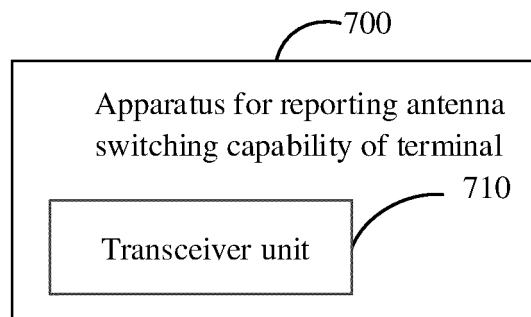 700
Apparatus for reporting antenna
switching capability of terminal
710
Transceiver unit